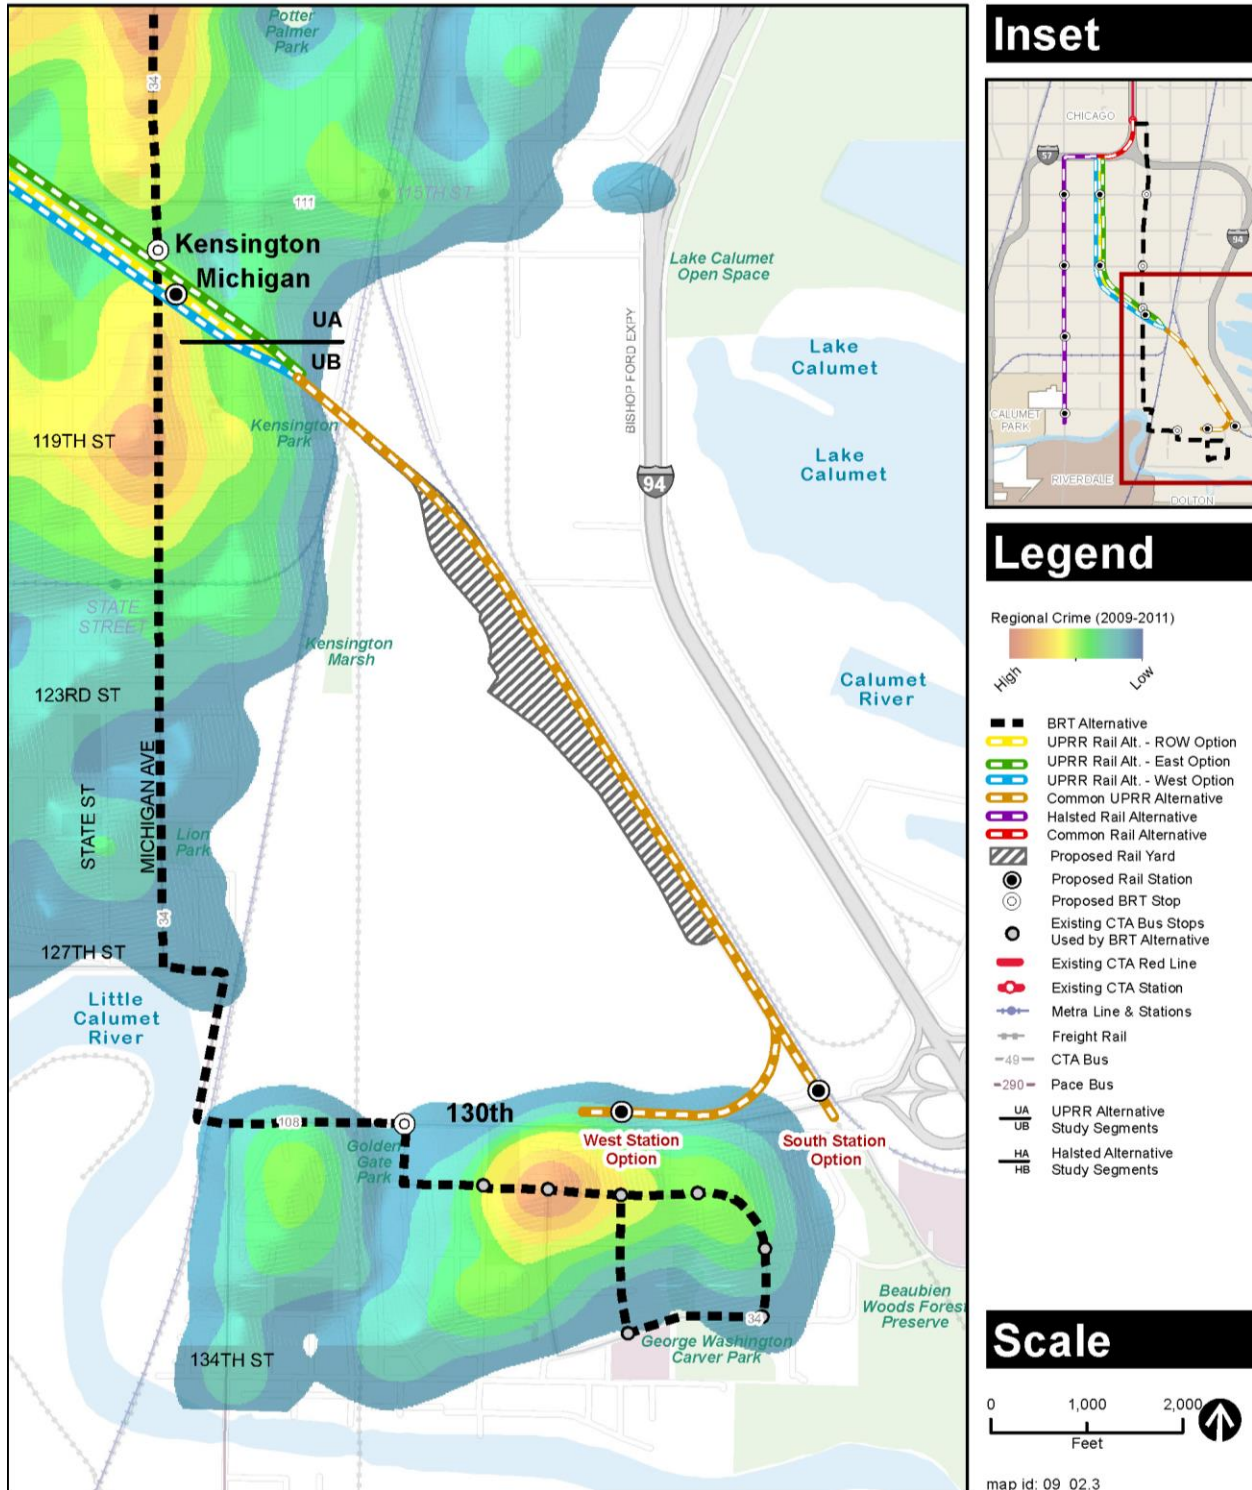 Potter
Palmer
Park
34
115TH ST
111
Kensington
Michigan
UA
UB
Lake Calumet
Open Space
BISHOP FORD EXPY
Lake
Calumet
Lake
Calumet
94
119TH ST
Kensington
Park
STATE
STREET
Kensington
Marsh
Calumet
River
123RD ST
MICHIGAN AVE
STATE ST
Lion
Park
34
127TH ST
Little
Calumet
River
108
130th
Golden
Gate
Park
West Station
Option
South Station
Option
34
George Washington
Carver Park
Beaubien
Woods Forest
Preserve
134TH ST
Inset
CHICAGO
57
94
CALUMET
PARK
RIVERDALE
DOLTON
Legend
Regional Crime (2009-2011)
High
Low
BRT Alternative
UPRR Rail Alt. - ROW Option
UPRR Rail Alt. - East Option
UPRR Rail Alt. - West Option
Common UPRR Alternative
Halsted Rail Alternative
Common Rail Alternative
Proposed Rail Yard
Proposed Rail Station
Proposed BRT Stop
Existing CTA Bus Stops
Used by BRT Alternative
Existing CTA Red Line
Existing CTA Station
Metra Line & Stations
Freight Rail
49 CTA Bus
290 Pace Bus
UA UPRR Alternative
UB Study Segments
HA Halsted Alternative
HB Study Segments
Scale
0 1,000 2,000
Feet
map id: 09_02.3